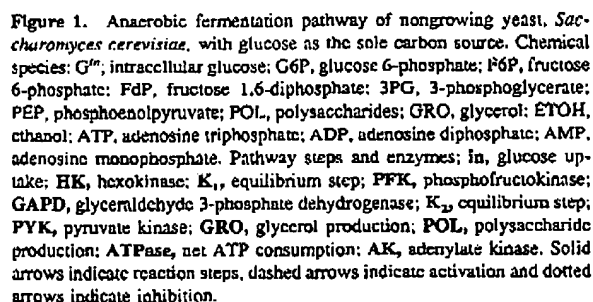 Figure 1. Anaerobic fermentation pathway of nongrowing yeast, Sac-
charomyces cerevisiae, with glucose as the sole carbon source. Chemical
species: Gⁱⁿ; intracellular glucose; G6P, glucose 6-phosphate; F6P, fructose
6-phosphate; FdP, fructose 1,6-diphosphate; 3PG, 3-phosphoglycerate;
PEP, phosphoenolpyruvate; POL, polysaccharides; GRO, glycerol; ETOH,
ethanol; ATP, adenosine triphosphate; ADP, adenosine diphosphate; AMP,
adenosine monophosphate. Pathway steps and enzymes; in, glucose up-
take; HK, hexokinase; K₁, equilibrium step; PFK, phosphofructokinase;
GAPD, glyceraldehyde 3-phosphate dehydrogenase; K₂, equilibrium step;
PYK, pyruvate kinase; GRO, glycerol production; POL, polysaccharide
production; ATPase, net ATP consumption; AK, adenylate kinase. Solid
arrows indicate reaction steps, dashed arrows indicate activation and dotted
arrows indicate inhibition.